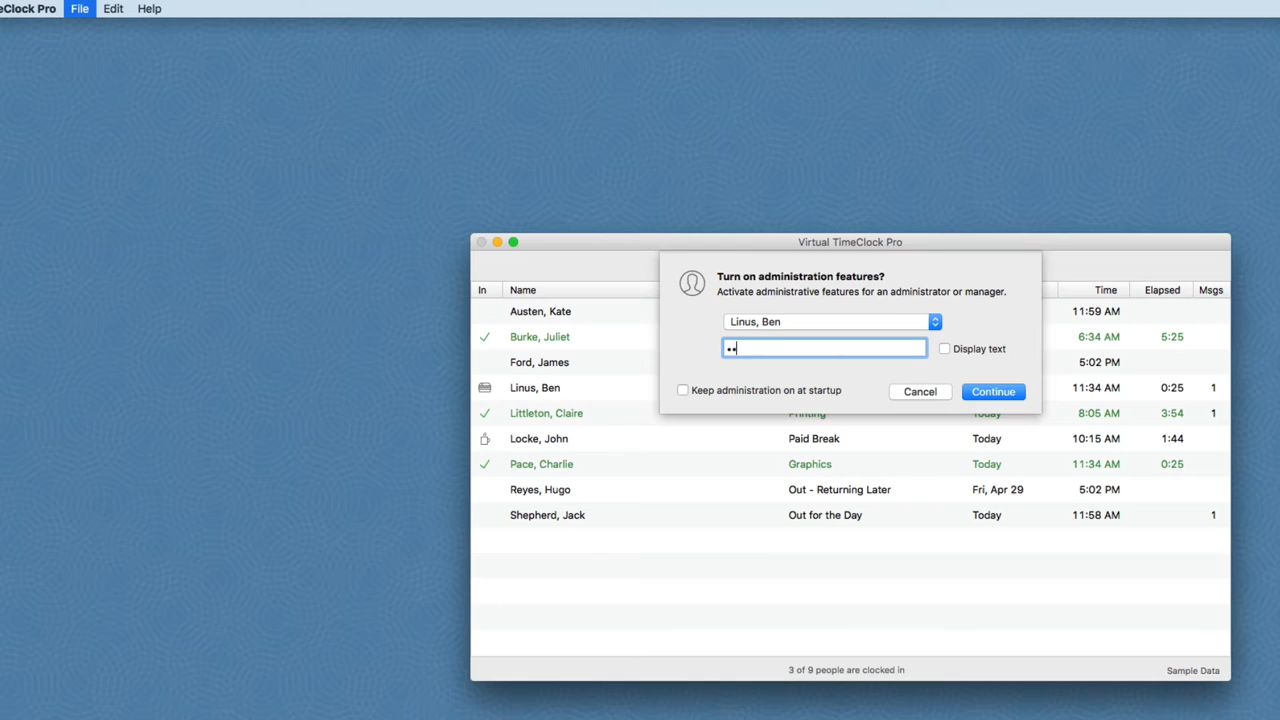 eClock Pro File Edit Help
Virtual TimeClock Pro
Turn on administration features?
Activate administrative features for an administrator or manager.
Linus, Ben
••
Display text
Keep administration on at startup
Cancel
Continue
In Name Time Elapsed Msgs
Austen, Kate 11:59 AM
Burke, Juliet 6:34 AM 5:25
Ford, James 5:02 PM
Linus, Ben 11:34 AM 0:25 1
Littleton, Claire Printing Today 8:05 AM 3:54 1
Locke, John Paid Break Today 10:15 AM 1:44
Pace, Charlie Graphics Today 11:34 AM 0:25
Reyes, Hugo Out - Returning Later Fri, Apr 29 5:02 PM
Shepherd, Jack Out for the Day Today 11:58 AM 1
3 of 9 people are clocked in Sample Data